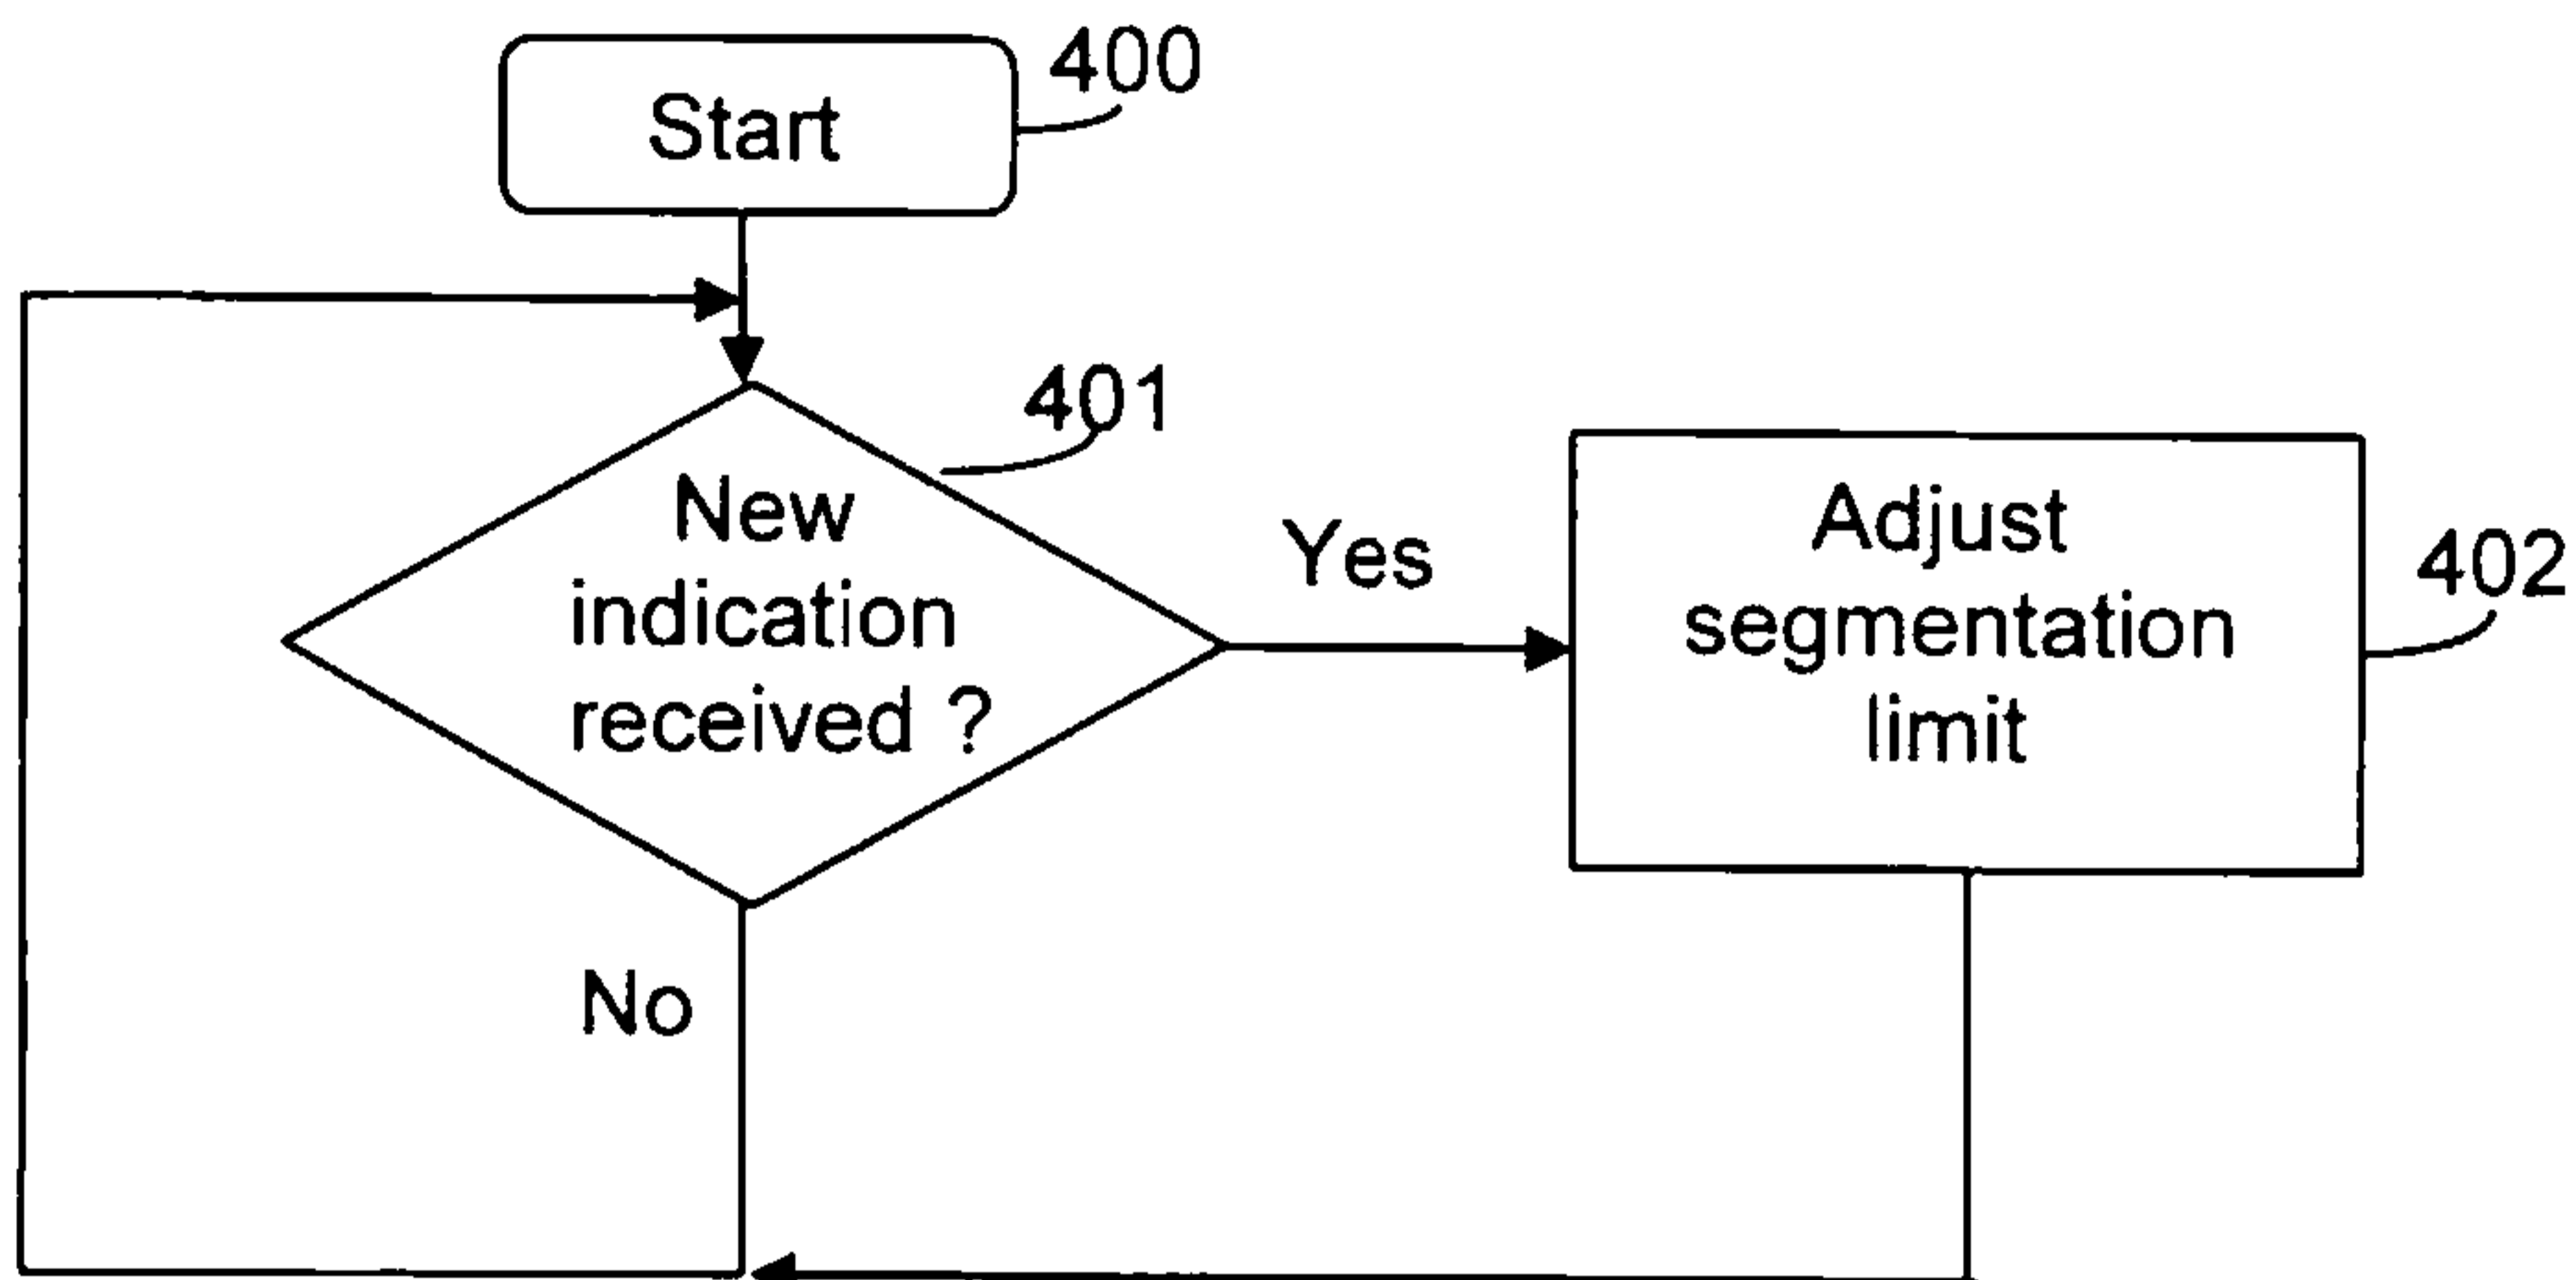 400
Start
401
New
indication
received ?
Yes
Adjust
segmentation
limit
402
No